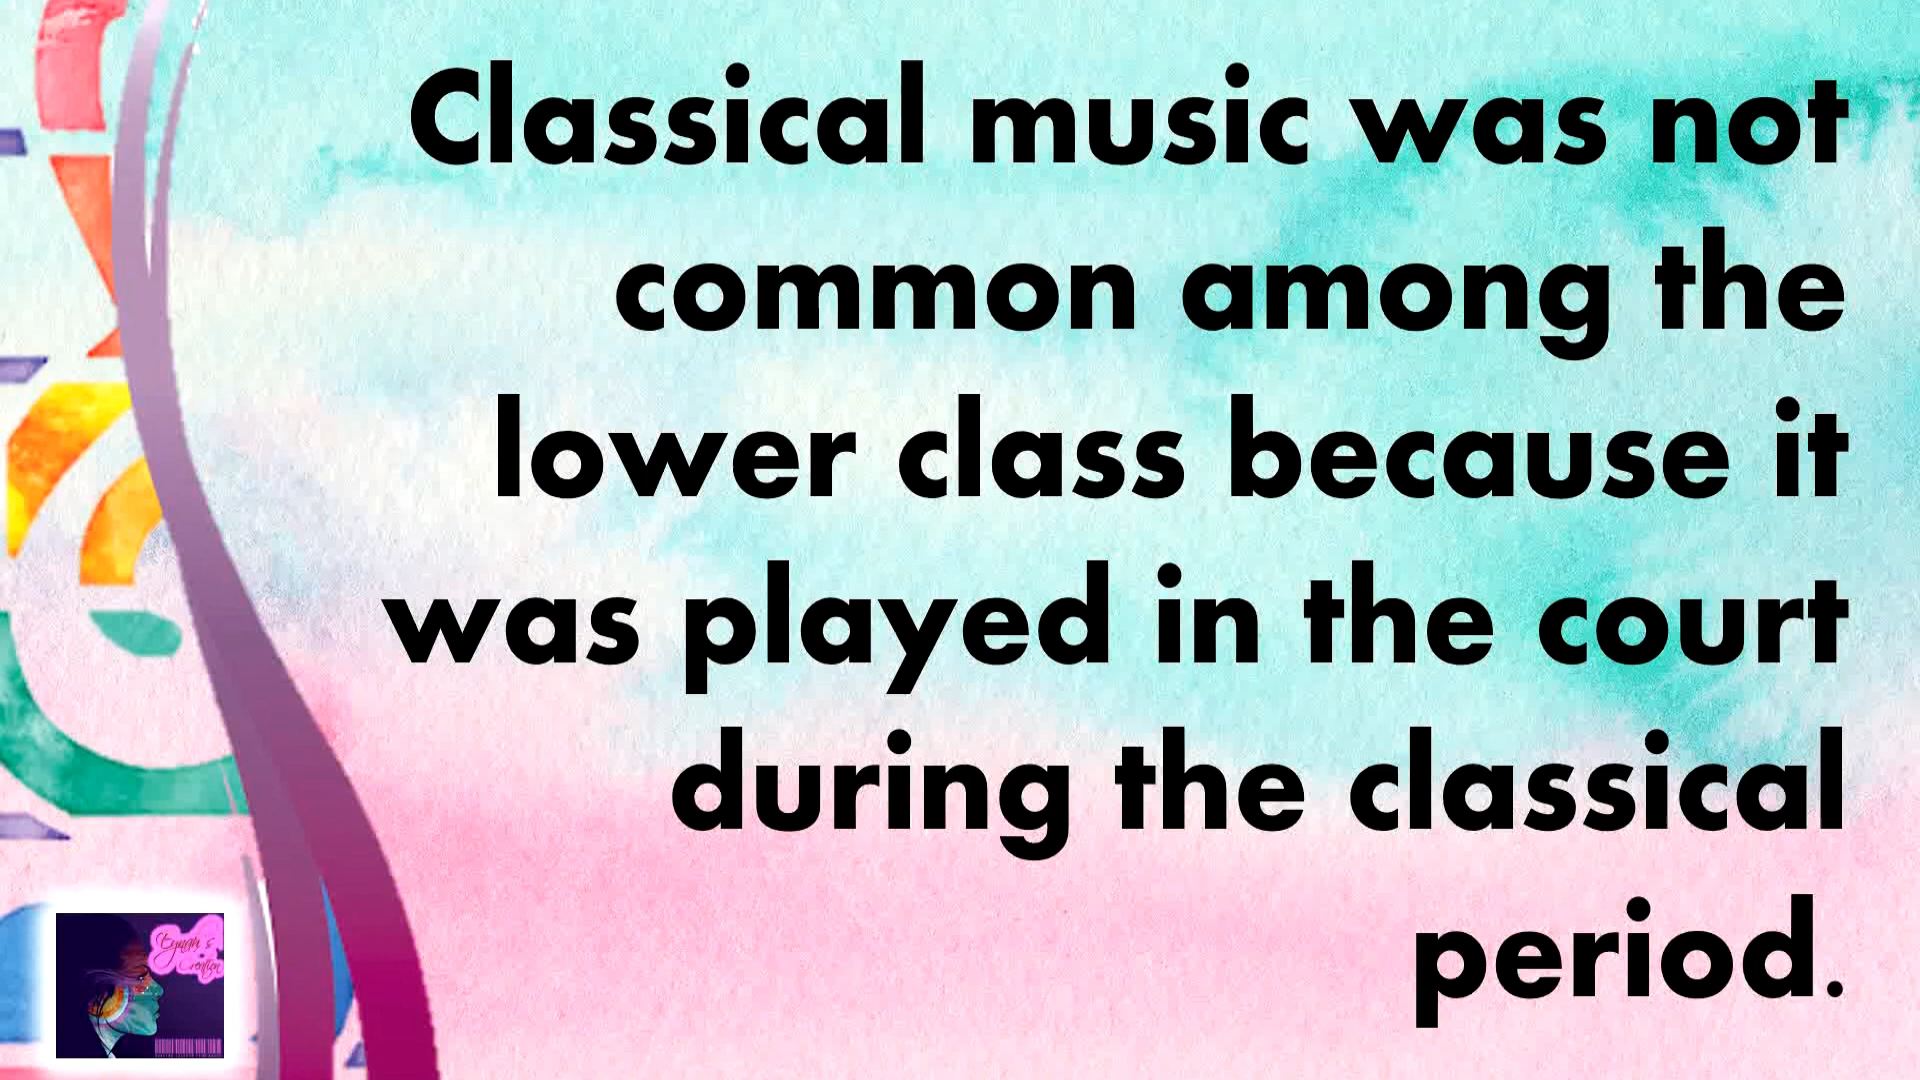 Classical music was not
common among the
lower class because it
was played in the court
during the classical
period.
Creation